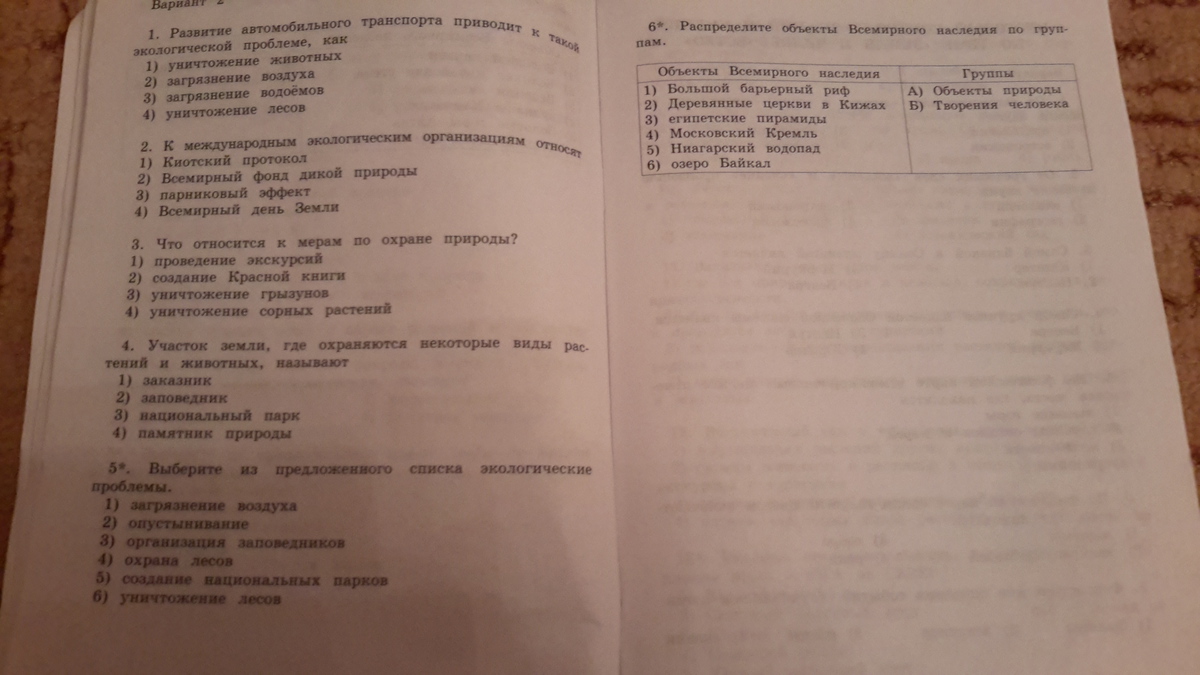 Вариант 2
1. Развитие автомобильного транспорта приводит к такой
экологической проблеме, как
1) уничтожение животных
2) загрязнение воздуха
3) загрязнение водоёмов
4) уничтожение лесов
2. К международным экологическим организациям относят
1) Киотский протокол
2) Всемирный фонд дикой природы
3) парниковый эффект
4) Всемирный день Земли
3. Что относится к мерам по охране природы?
1) проведение экскурсий
2) создание Красной книги
3) уничтожение грызунов
4) уничтожение сорных растений
4. Участок земли, где охраняются некоторые виды рас-
тений и животных, называют
1) заказник
2) заповедник
3) национальный парк
4) памятник природы
5*. Выберите из предложенного списка экологические
проблемы.
1) загрязнение воздуха
2) опустынивание
3) организация заповедников
4) охрана лесов
5) создание национальных парков
6) уничтожение лесов
6*. Распределите объекты Всемирного наследия по груп-
пам.
Объекты Всемирного наследия
Группы
1) Большой барьерный риф
А) Объекты природы
2) Деревянные церкви в Кижах
Б) Творения человека
3) египетские пирамиды
4) Московский Кремль
5) Ниагарский водопад
6) озеро Байкал